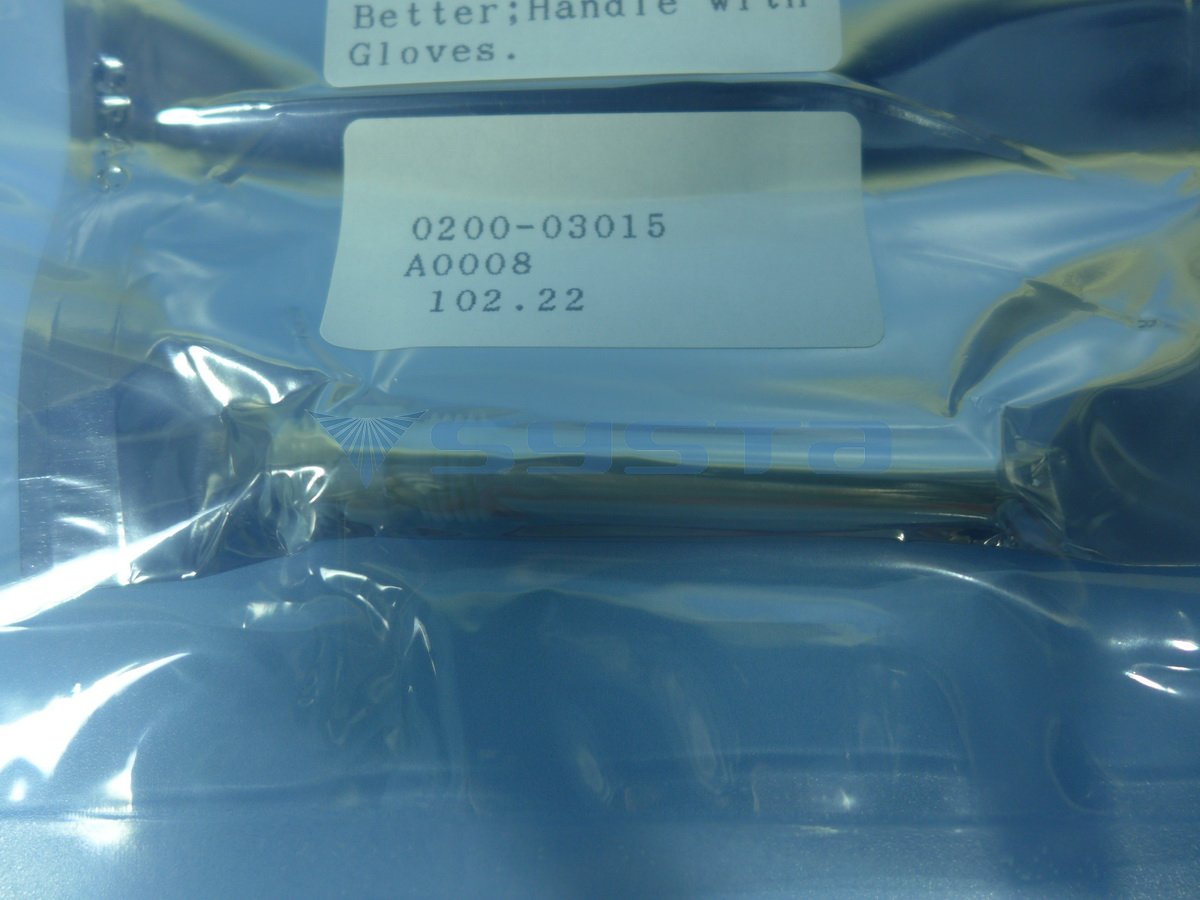 Better;Handle with
Gloves.
0200-03015
A0008
102.22
systa